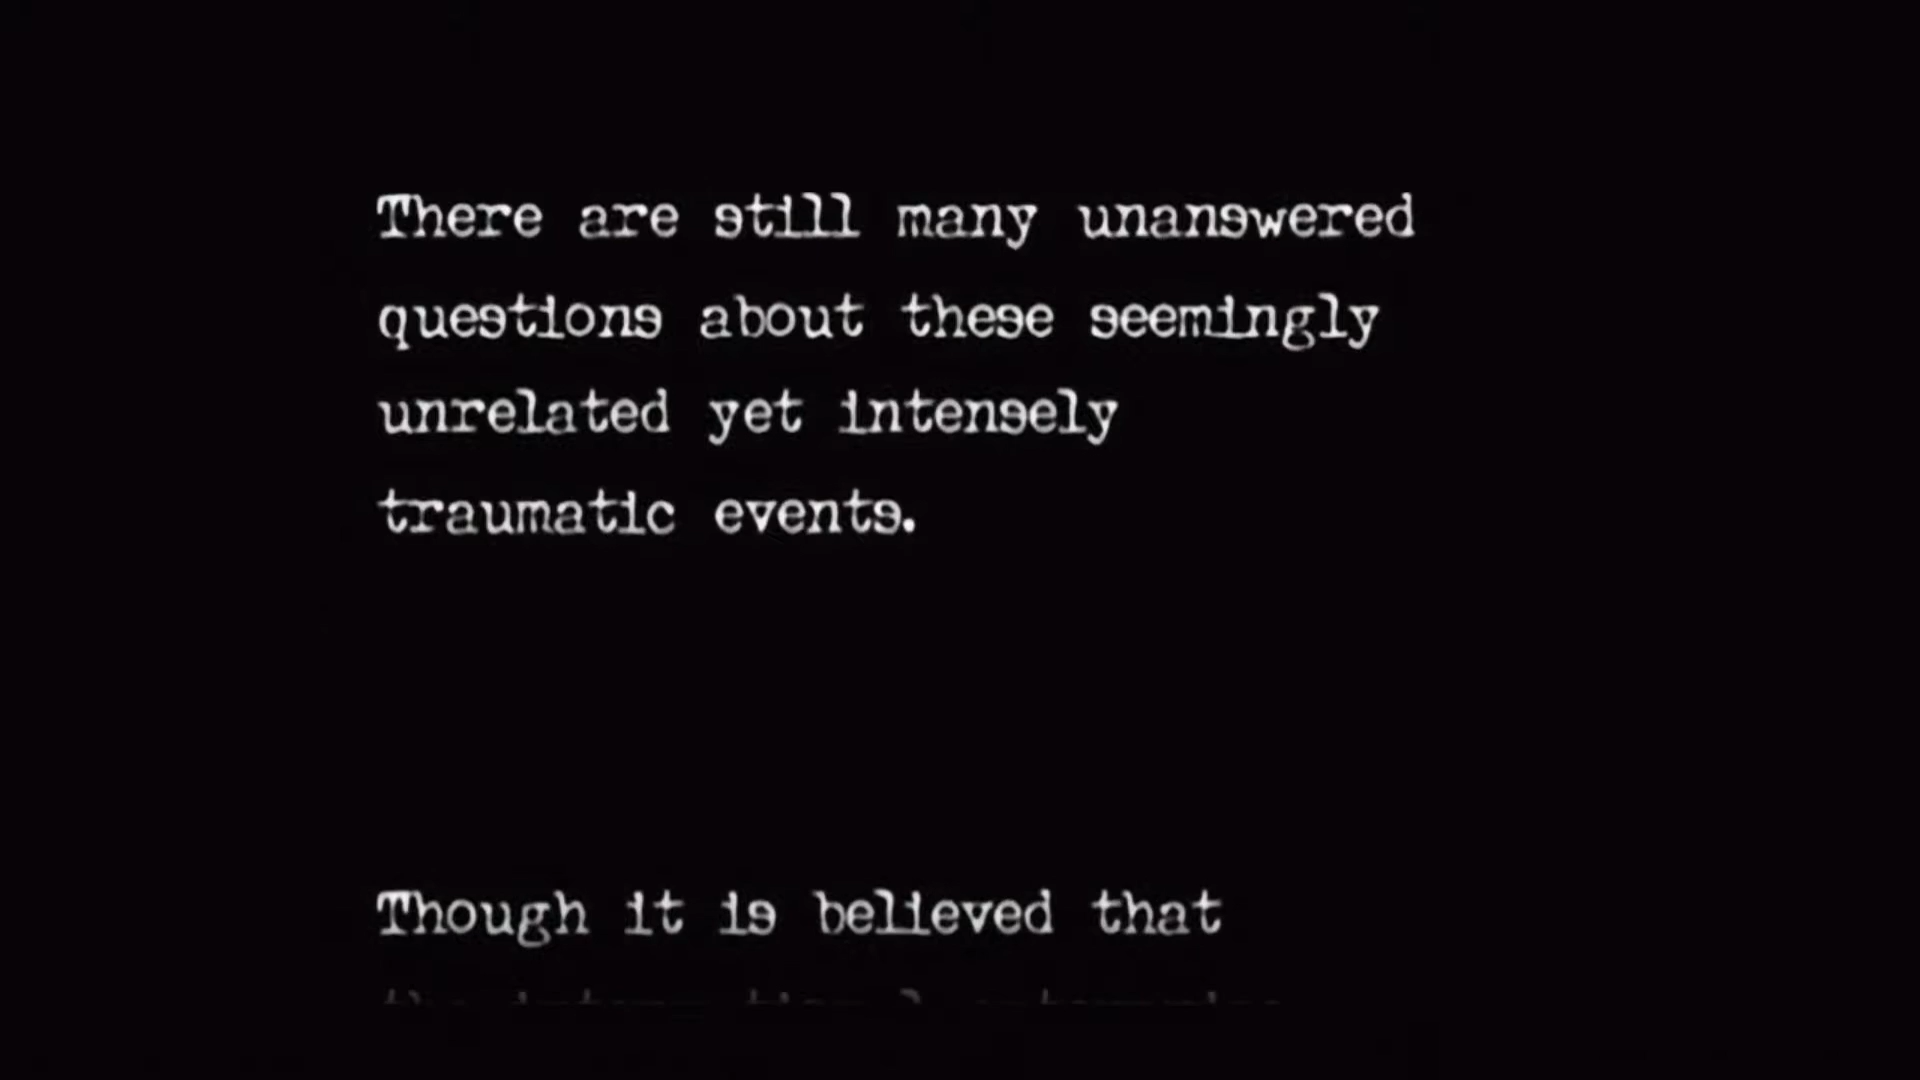 There are still many unanswered
questions about these seemingly
unrelated yet intensely
traumatic events.
Though it is believed that